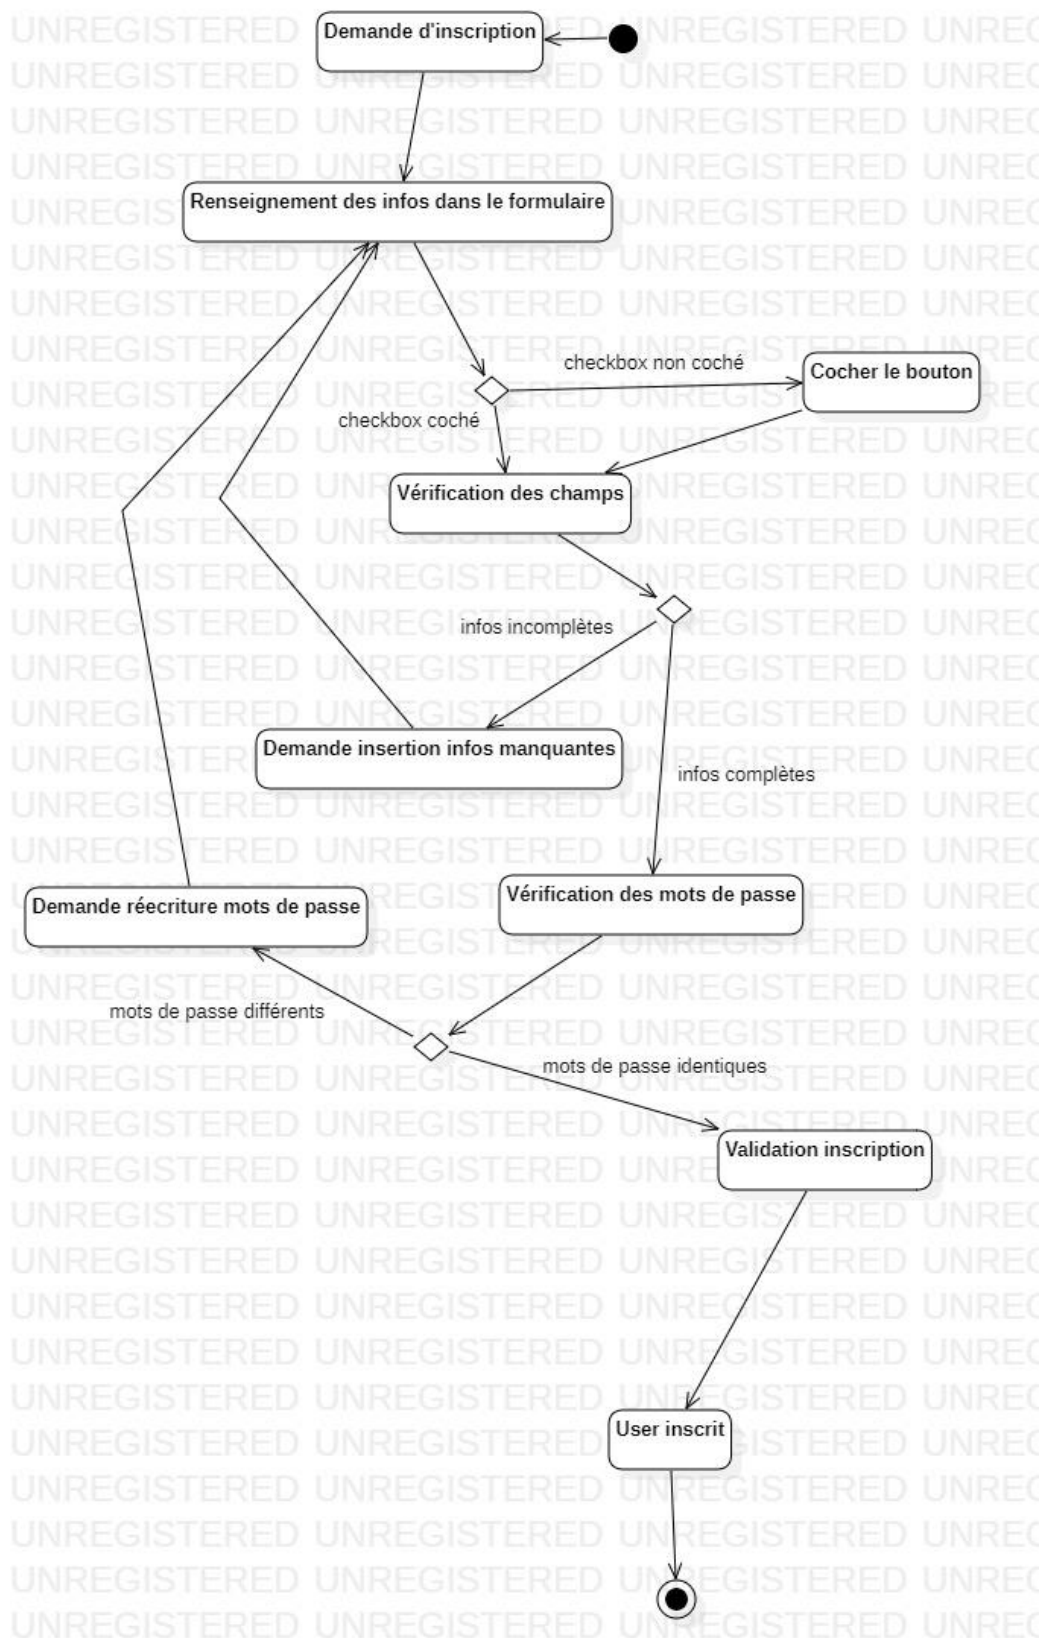 Demande d'inscription
Renseignement des infos dans le formulaire
checkbox non coché
Cocher le bouton
checkbox coché
Vérification des champs
infos incomplètes
Demande insertion infos manquantes
infos complètes
Demande réecriture mots de passe
Vérification des mots de passe
mots de passe différents
mots de passe identiques
Validation inscription
User inscrit
UNREGISTERED